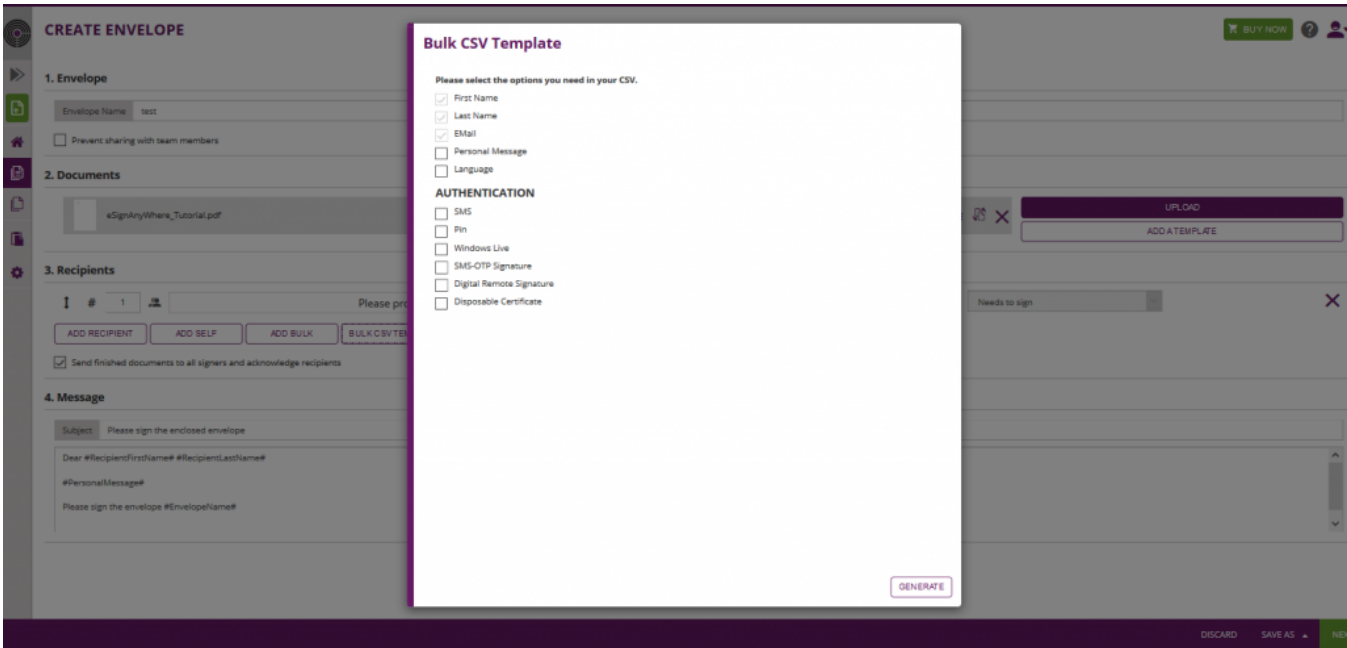 CREATE ENVELOPE
BUY NOW
1. Envelope
Envelope Name test
Prevent sharing with team members
2. Documents
eSignAnyWhere_Tutorial.pdf
UPLOAD
ADD A TEMPLATE
3. Recipients
# 1 Please pro
Needs to sign
ADD RECIPIENT ADD SELF ADD BULK BULK CSV TEM
Send finished documents to all signers and acknowledge recipients
4. Message
Subject Please sign the enclosed envelope
Dear #RecipientFirstName# #RecipientLastName#
#PersonalMessage#
Please sign the envelope #EnvelopeName#
Bulk CSV Template
Please select the options you need in your CSV.
First Name
Last Name
EMail
Personal Message
Language
AUTHENTICATION
SMS
Pin
Windows Live
SMS-OTP Signature
Digital Remote Signature
Disposable Certificate
GENERATE
DISCARD SAVE AS NE